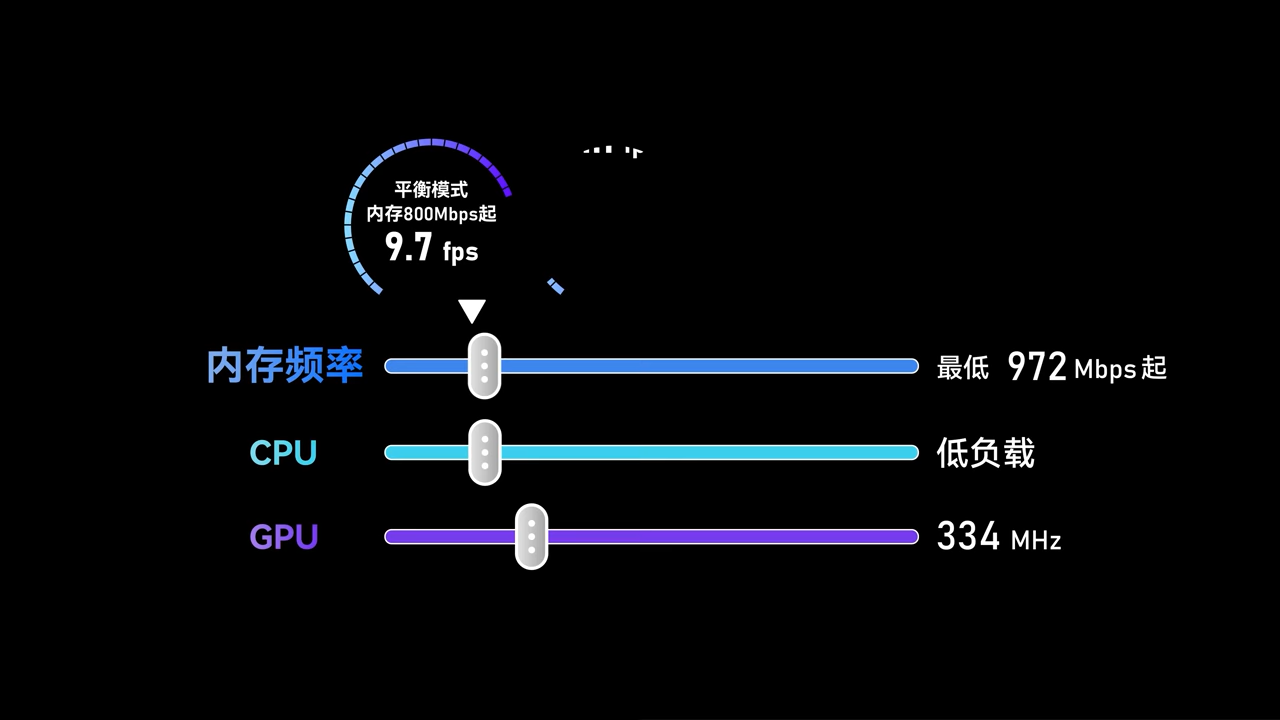 平衡模式
内存800Mbps起
9.7 fps
内存频率
最低 972 Mbps起
CPU
低负载
GPU
334 MHz